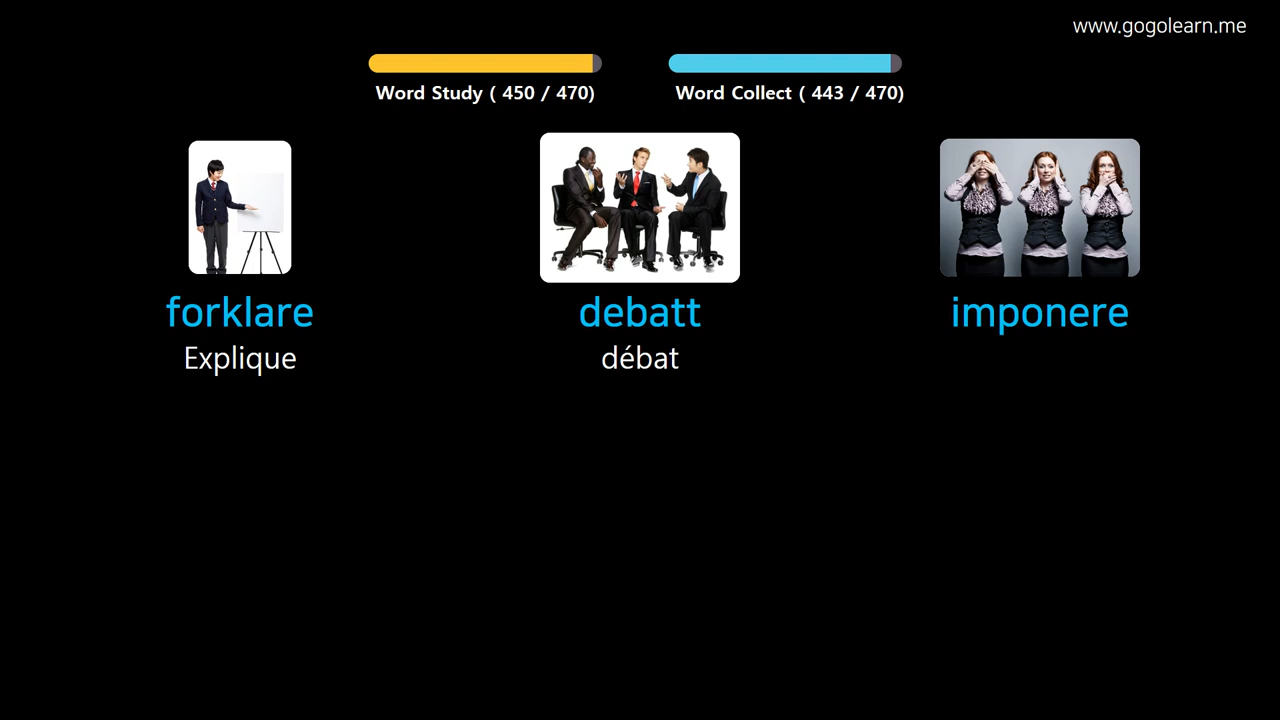 www.gogolearn.me
Word Study ( 450 / 470)
Word Collect ( 443 / 470)
forklare
debatt
imponere
Explique
débat